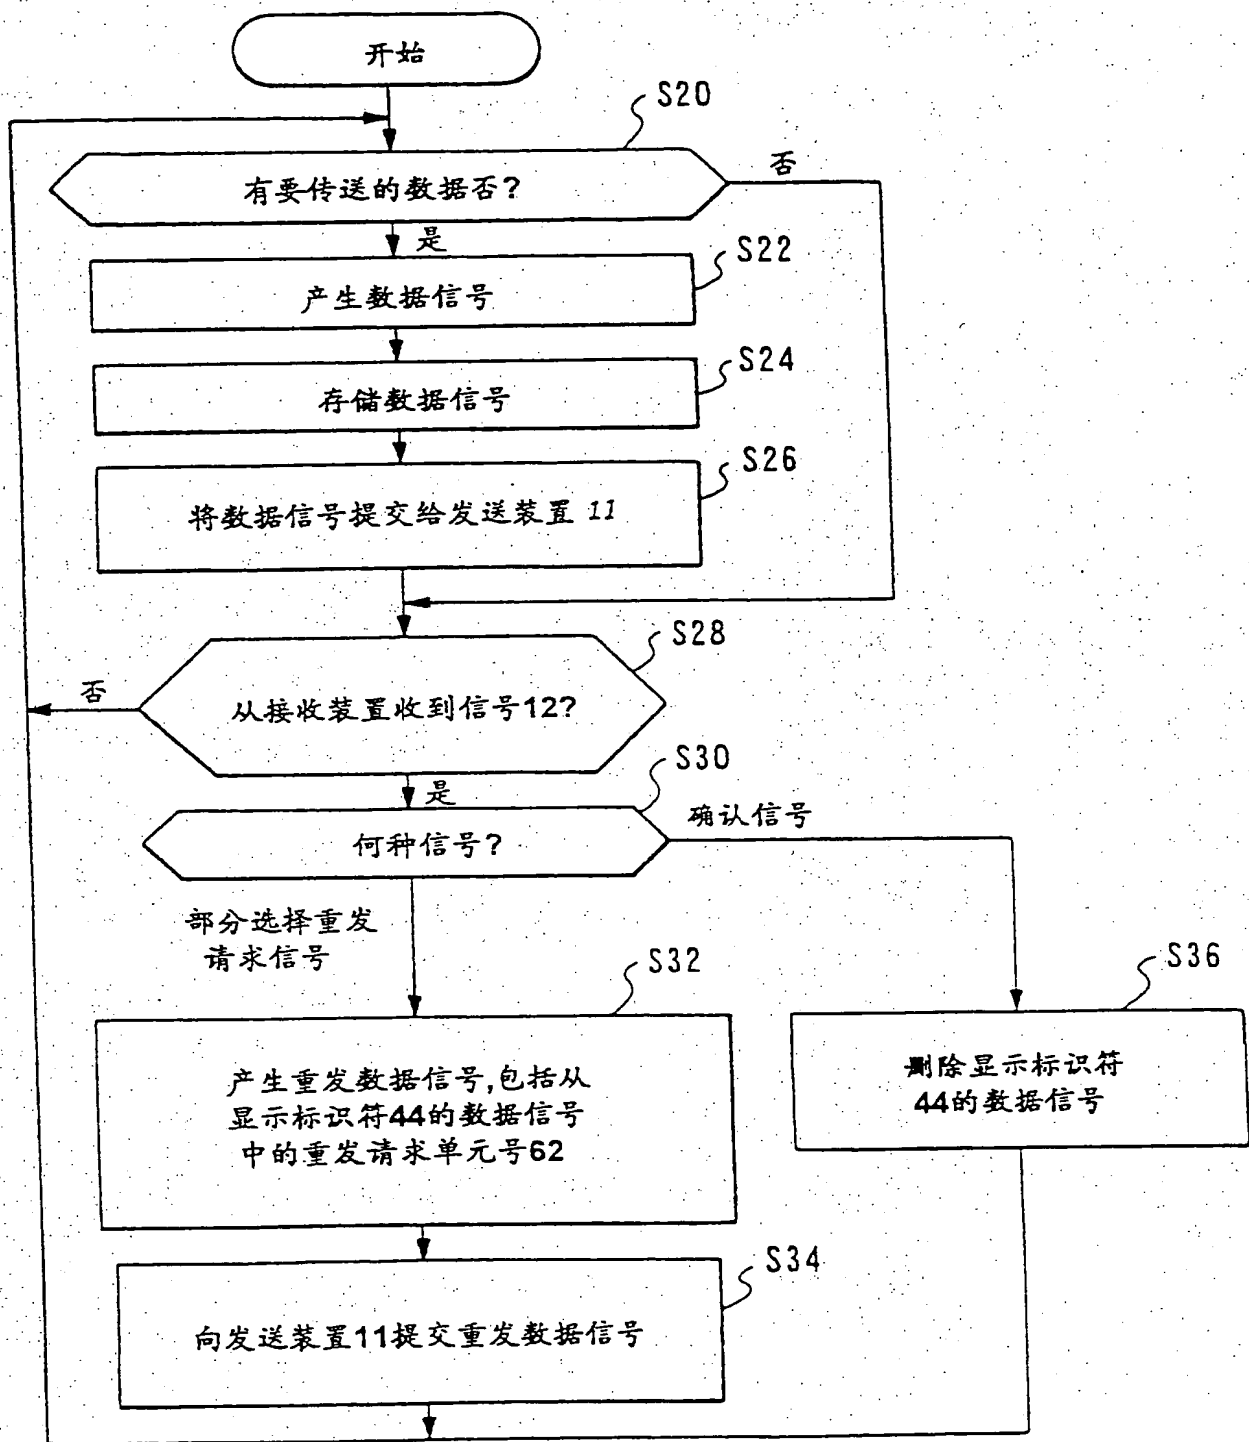 开始
S20
有要传送的数据否?
否
是
S22
产生数据信号
S24
存储数据信号
S26
将数据信号提交给发送装置 11
S28
从接收装置收到信号12?
否
是
S30
何种信号?
确认信号
部分选择重发
请求信号
S32
产生重发数据信号,包括从
显示标识符44的数据信号
中的重发请求单元号62
S36
删除显示标识符
44的数据信号
S34
向发送装置11提交重发数据信号